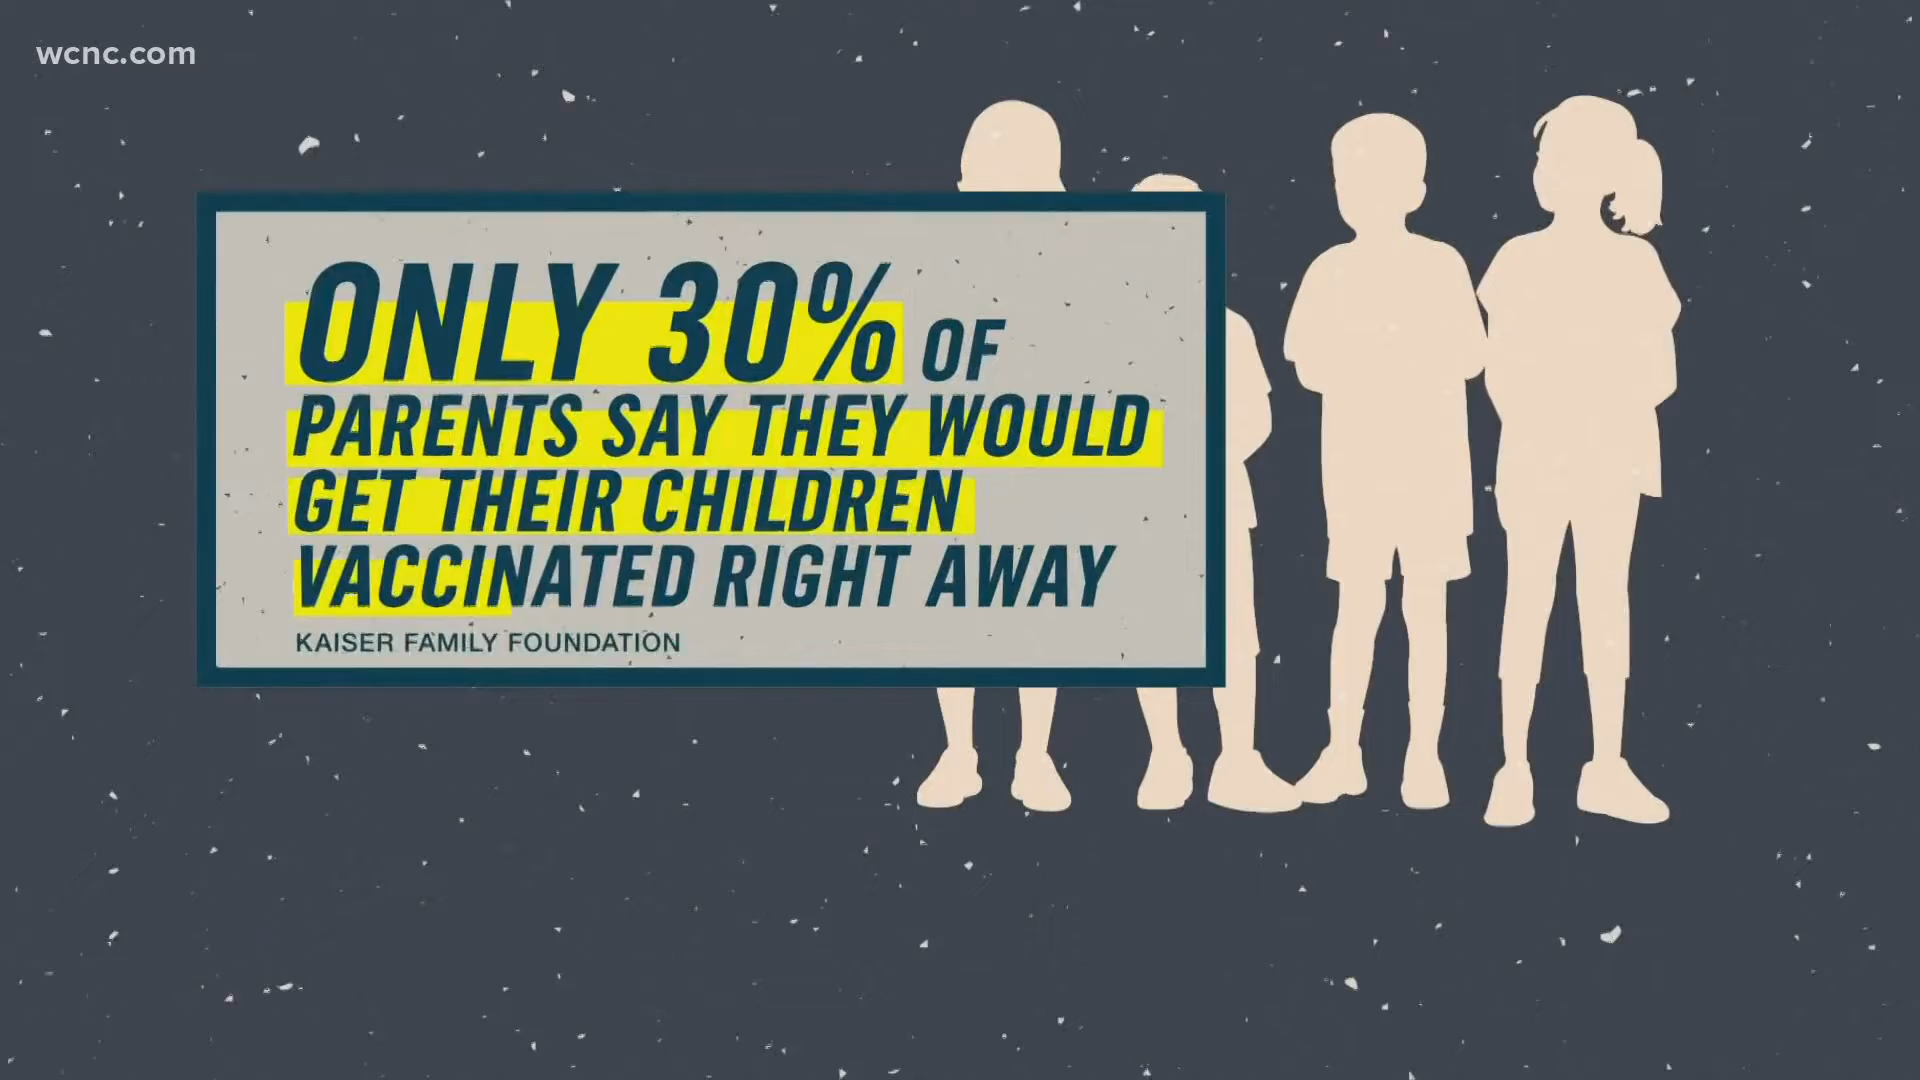 wcnc.com
ONLY 30% OF
PARENTS SAY THEY WOULD
GET THEIR CHILDREN
VACCINATED RIGHT AWAY
KAISER FAMILY FOUNDATION